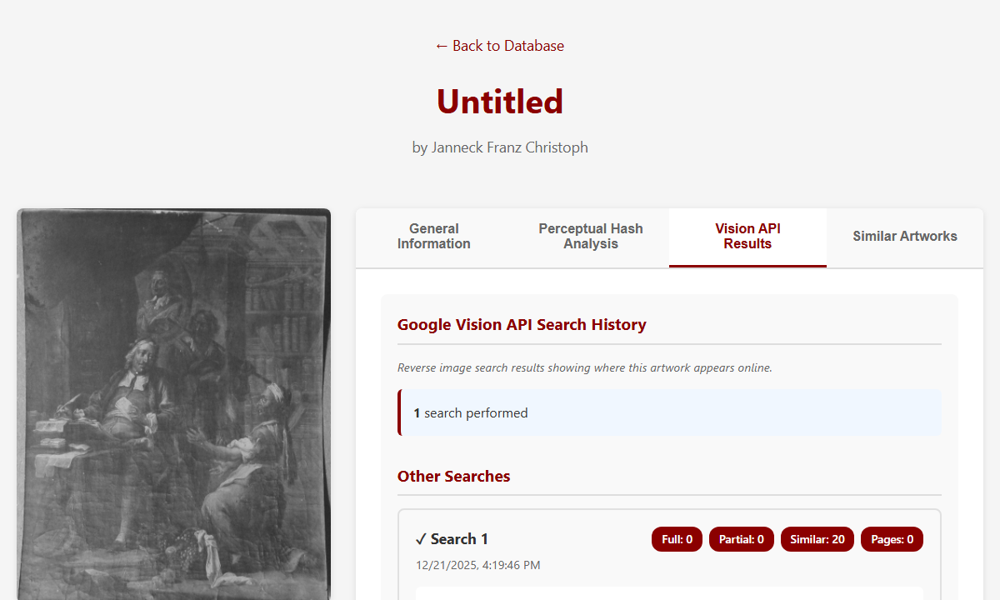 ← Back to Database
Untitled
by Janneck Franz Christoph
General
Information
Perceptual Hash
Analysis
Vision API
Results
Similar Artworks
Google Vision API Search History
Reverse image search results showing where this artwork appears online.
1 search performed
Other Searches
✓ Search 1
Full: 0
Partial: 0
Similar: 20
Pages: 0
12/21/2025, 4:19:46 PM